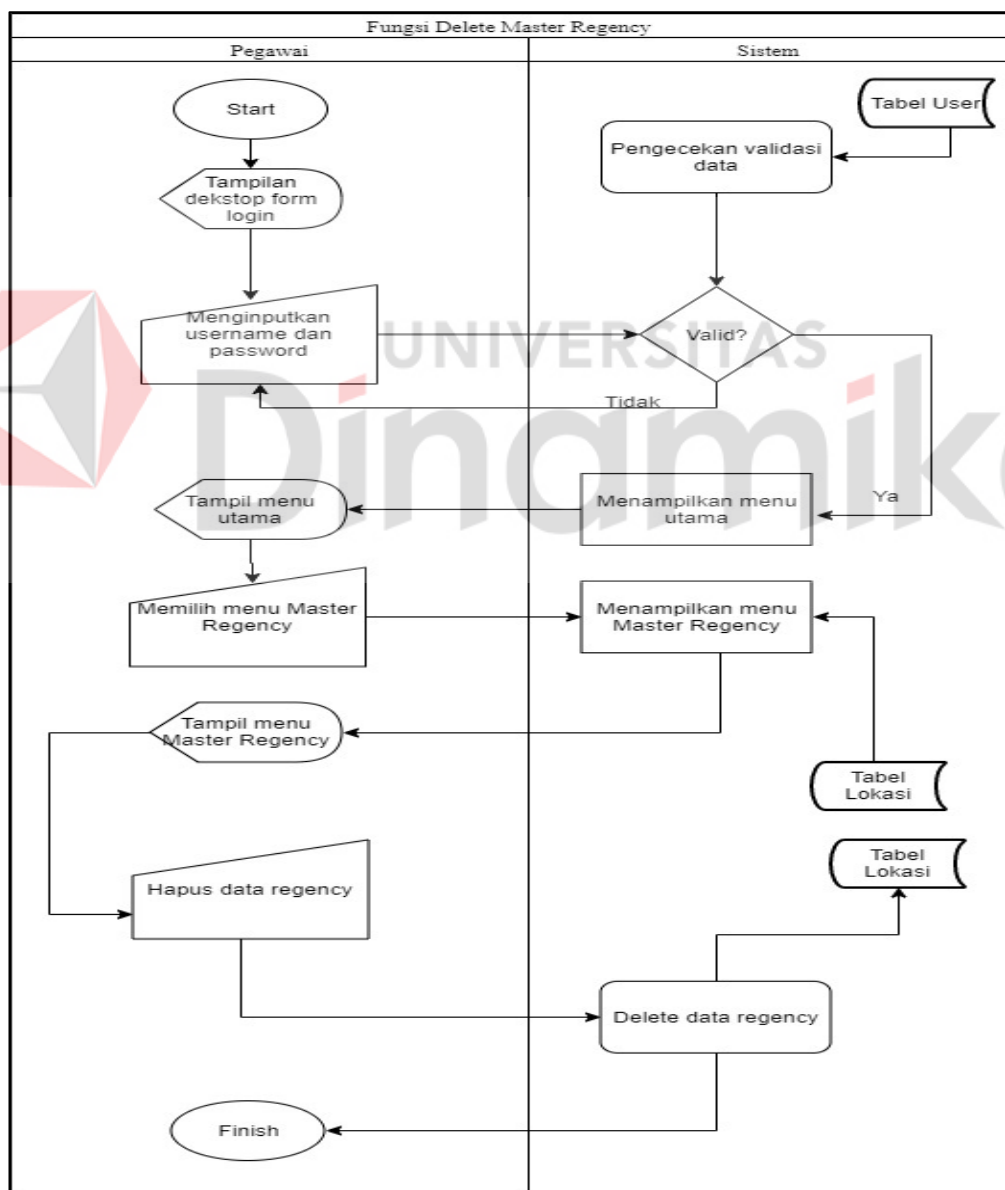 Fungsi Delete Master Regency
Pegawai
Sistem
Start
Tabel User
Pengecekan validasi
data
Tampilan
dekstop form
login
Menginputkan
username dan
password
Valid?
UNIVERSITAS
Dinamika
Tidak
Ya
Tampil menu
utama
Menampilkan menu
utama
Memilih menu Master
Regency
Menampilkan menu
Master Regency
Tampil menu
Master Regency
Tabel
Lokasi
Tabel
Lokasi
Hapus data regency
Delete data regency
Finish